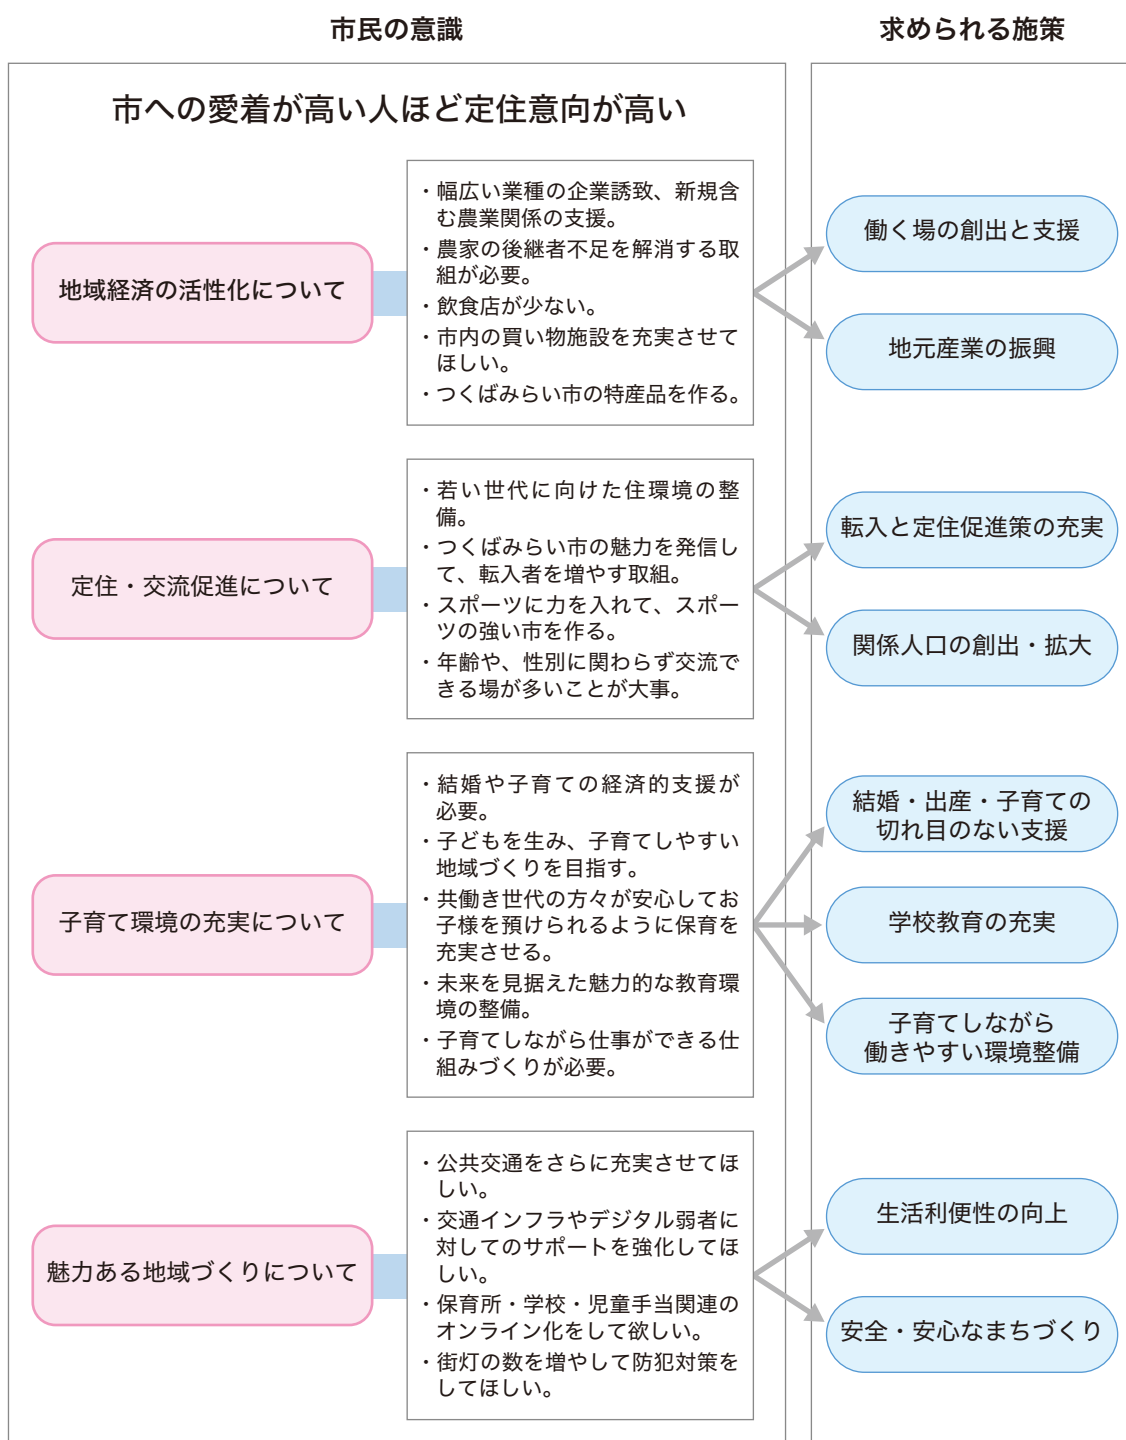 市民の意識
求められる施策
市への愛着が高い人ほど定住意向が高い
地域経済の活性化について
・幅広い業種の企業誘致、新規含
む農業関係の支援。
・農家の後継者不足を解消する取
組が必要。
・飲食店が少ない。
・市内の買い物施設を充実させて
ほしい。
・つくばみらい市の特産品を作る。
働く場の創出と支援
地元産業の振興
定住・交流促進について
・若い世代に向けた住環境の整
備。
・つくばみらい市の魅力を発信し
て、転入者を増やす取組。
・スポーツに力を入れて、スポー
ツの強い市を作る。
・年齢や、性別に関わらず交流で
きる場が多いことが大事。
転入と定住促進策の充実
関係人口の創出・拡大
子育て環境の充実について
・結婚や子育ての経済的支援が
必要。
・子どもを生み、子育てしやすい
地域づくりを目指す。
・共働き世代の方々が安心してお
子様を預けられるように保育を
充実させる。
・未来を見据えた魅力的な教育環
境の整備。
・子育てしながら仕事ができる仕
組みづくりが必要。
結婚・出産・子育ての
切れ目のない支援
学校教育の充実
子育てしながら
働きやすい環境整備
魅力ある地域づくりについて
・公共交通をさらに充実させてほ
しい。
・交通インフラやデジタル弱者に
対してのサポートを強化してほ
しい。
・保育所・学校・児童手当関連の
オンライン化をして欲しい。
・街灯の数を増やして防犯対策を
してほしい。
生活利便性の向上
安全・安心なまちづくり